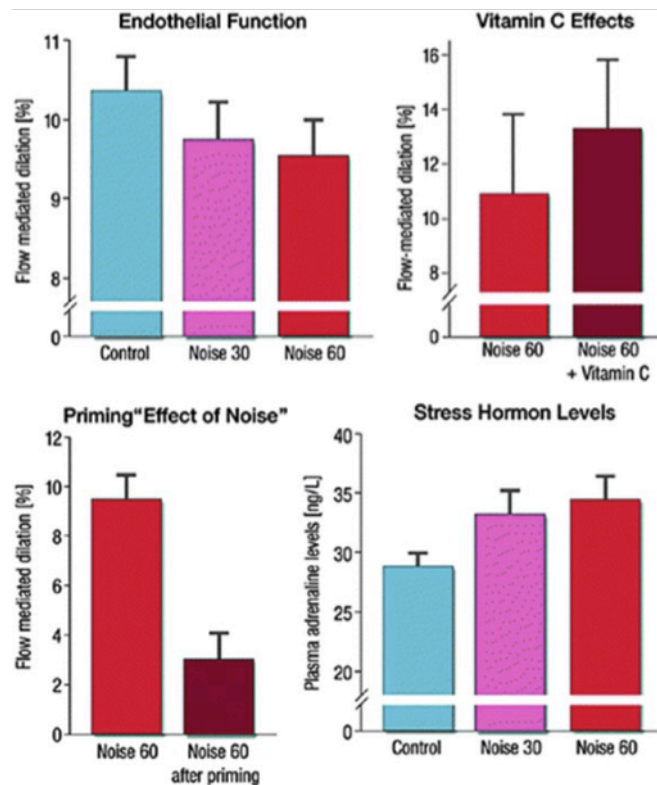 Endothelial Function
Flow mediated dilation [%]
11
10
9
8
0
Control
Noise 30
Noise 60
Vitamin C Effects
Flow-mediated dilation [%]
16
14
12
10
8
0
Noise 60
Noise 60
+ Vitamin C
Priming“Effect of Noise”
Flow mediated dilation [%]
12
10
8
6
4
2
0
Noise 60
Noise 60
after priming
Stress Hormon Levels
Plasma adrenaline levels [ng/L]
40
35
30
25
20
0
Control
Noise 30
Noise 60